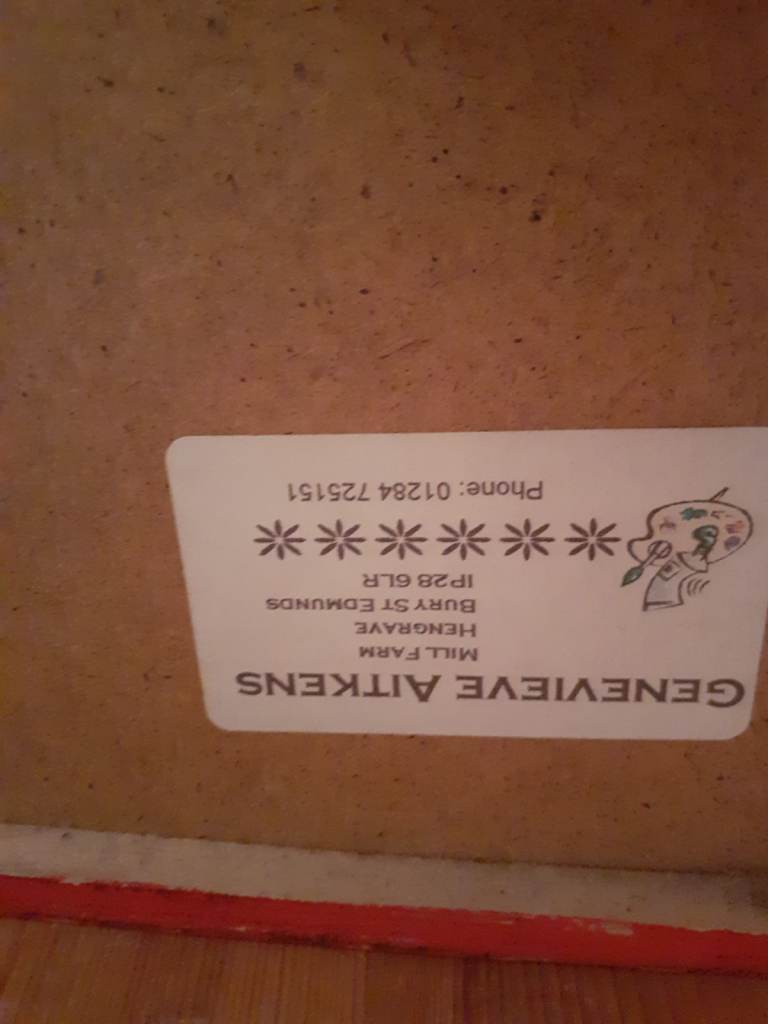 GENEVIEVE AITKENS
MILL FARM
HENGRAVE
BURY ST EDMUNDS
IP28 6LR
Phone: 01284 725151